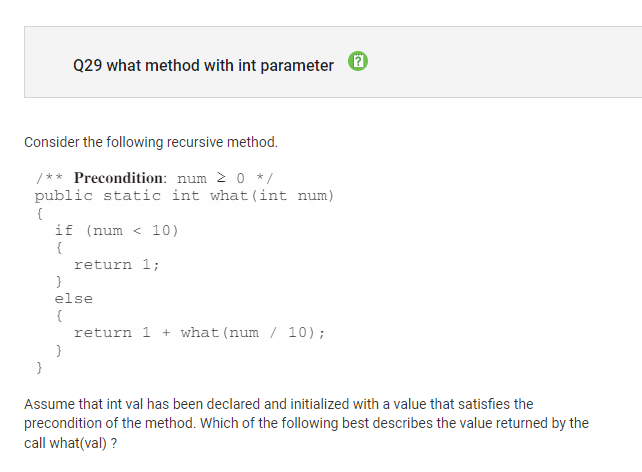 Q29 what method with int parameter
Consider the following recursive method.
/** Precondition: num ≥ 0 */
public static int what(int num)
{
if (num < 10)
{
return 1;
}
else
{
return 1 + what(num / 10);
}
}
Assume that int val has been declared and initialized with a value that satisfies the
precondition of the method. Which of the following best describes the value returned by the
call what(val) ?